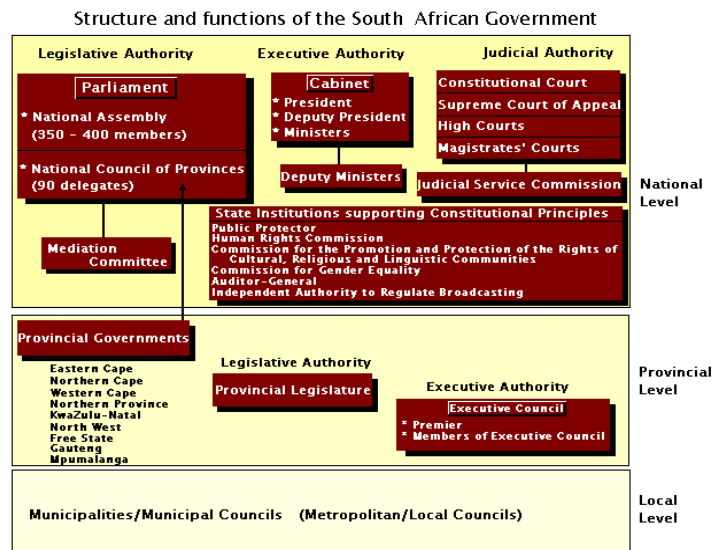 Structure and functions of the South African Government
Legislative Authority
Parliament
* National Assembly
(350 - 400 members)
* National Council of Provinces
(90 delegates)
Mediation
Committee
Executive Authority
Cabinet
* President
* Deputy President
* Ministers
Deputy Ministers
Judicial Authority
Constitutional Court
Supreme Court of Appeal
High Courts
Magistrates' Courts
Judicial Service Commission
State Institutions supporting Constitutional Principles
Public Protector
Human Rights Commission
Commission for the Promotion and Protection of the Rights of
Cultural, Religious and Linguistic Communities
Commission for Gender Equality
Auditor-General
Independent Authority to Regulate Broadcasting
National
Level
Provincial Governments
Eastern Cape
Northern Cape
Western Cape
Northern Province
KwaZulu-Natal
North West
Free State
Gauteng
Mpumalanga
Legislative Authority
Provincial Legislature
Executive Authority
Executive Council
* Premier
* Members of Executive Council
Provincial
Level
Municipalities/Municipal Councils (Metropolitan/Local Councils)
Local
Level